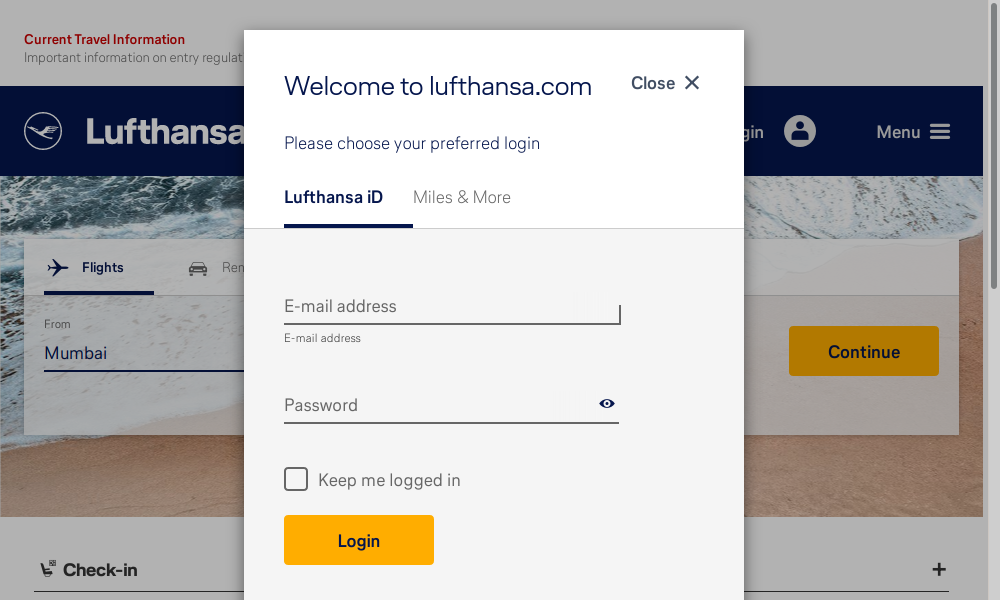 Current Travel Information
Important information on entry regulat
Lufthansa
gin
Menu
Welcome to lufthansa.com
Close
Please choose your preferred login
Lufthansa iD
Miles & More
Flights
Ren
From
Mumbai
Continue
E-mail address
E-mail address
Password
Keep me logged in
Login
Check-in